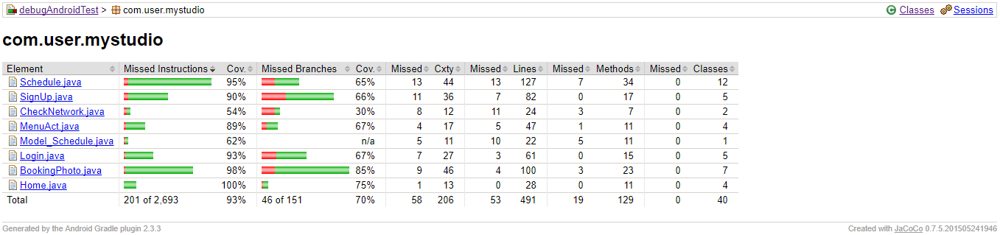 debugAndroidTest > com.user.mystudio Classes Sessions
com.user.mystudio
Element Missed Instructions Cov. Missed Branches Cov. Missed Cxty Missed Lines Missed Methods Missed Classes
Schedule.java 95% 65% 13 44 13 127 7 34 0 12
SignUp.java 90% 66% 11 36 7 82 0 17 0 5
CheckNetwork.java 54% 30% 8 12 11 24 3 7 0 2
MenuAct.java 89% 67% 4 17 5 47 1 11 0 4
Model_Schedule.java 62% n/a 5 11 10 22 5 11 0 1
Login.java 93% 67% 7 27 3 61 0 15 0 5
BookingPhoto.java 98% 85% 9 46 4 100 3 23 0 7
Home.java 100% 75% 1 13 0 28 0 11 0 4
Total 201 of 2,693 93% 46 of 151 70% 58 206 53 491 19 129 0 40
Generated by the Android Gradle plugin 2.3.3 Created with JaCoCo 0.7.5.201505241946